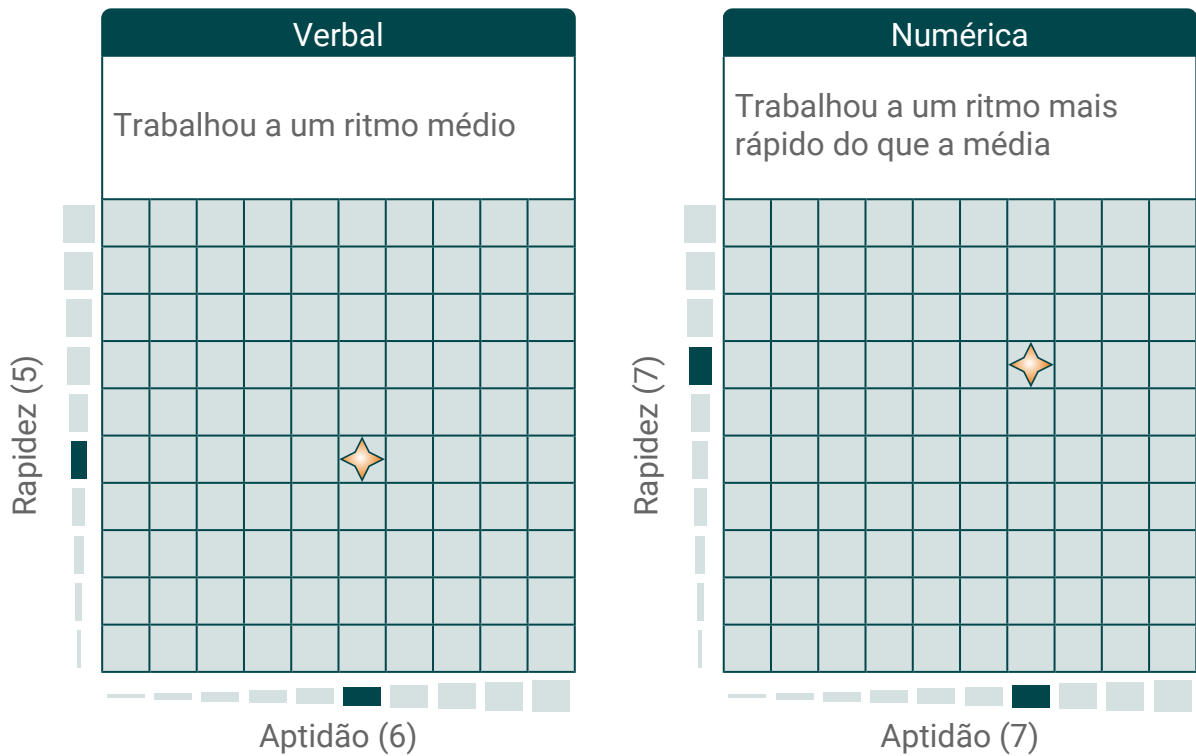 Verbal
Trabalhou a um ritmo médio
Rapidez (5)
Aptidão (6)
Numérica
Trabalhou a um ritmo mais
rápido do que a média
Rapidez (7)
Aptidão (7)